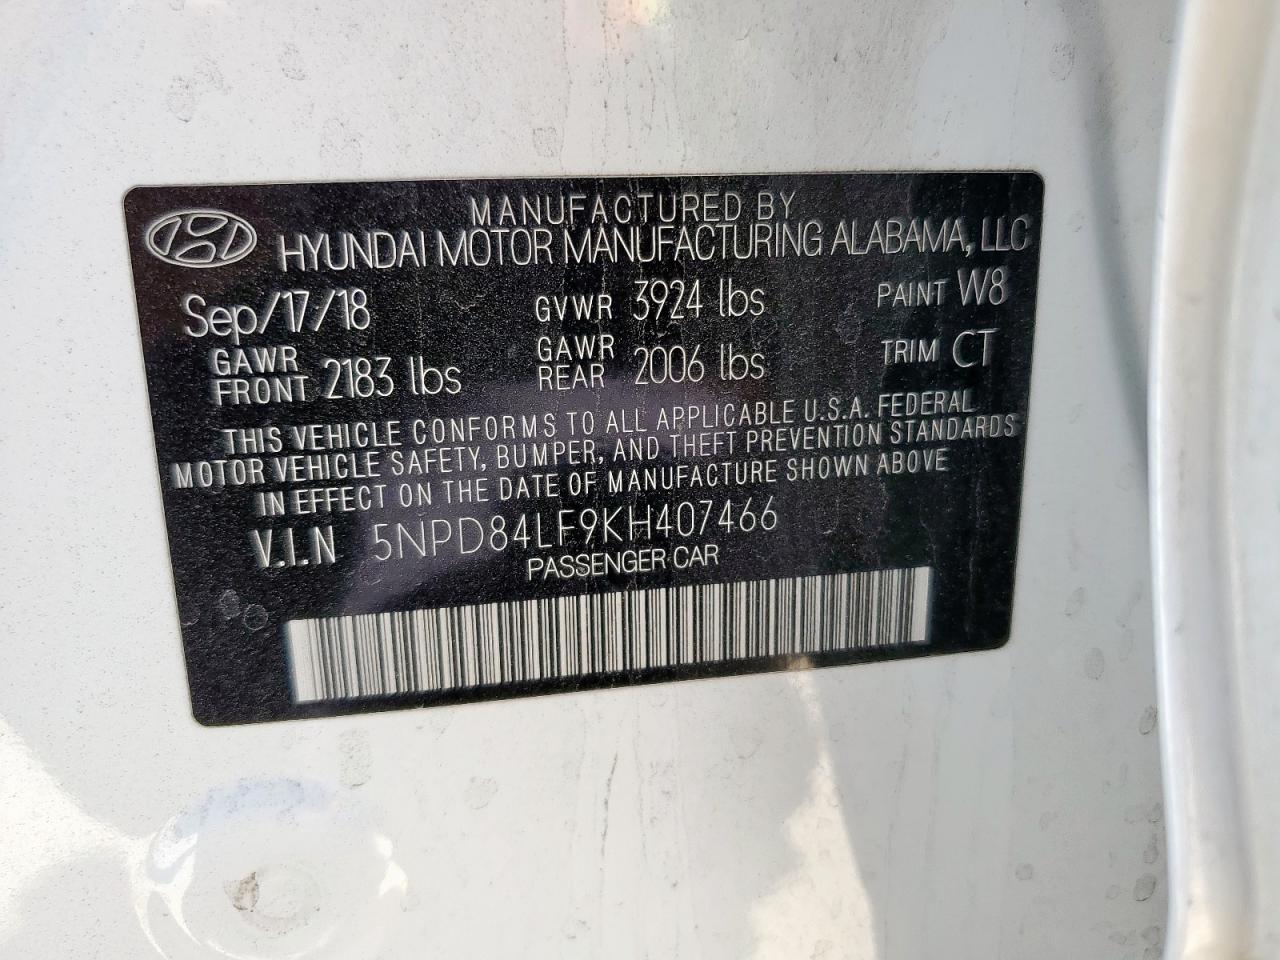 MANUFACTURED BY
HYUNDAI MOTOR MANUFACTURING ALABAMA, LLC
Sep/17/18 GVWR 3924 lbs PAINT W8
GAWR FRONT 2183 lbs GAWR REAR 2006 lbs TRIM CT
THIS VEHICLE CONFORMS TO ALL APPLICABLE U.S.A. FEDERAL
MOTOR VEHICLE SAFETY, BUMPER, AND THEFT PREVENTION STANDARDS
IN EFFECT ON THE DATE OF MANUFACTURE SHOWN ABOVE
V.I.N 5NPD84LF9KH407466
PASSENGER CAR